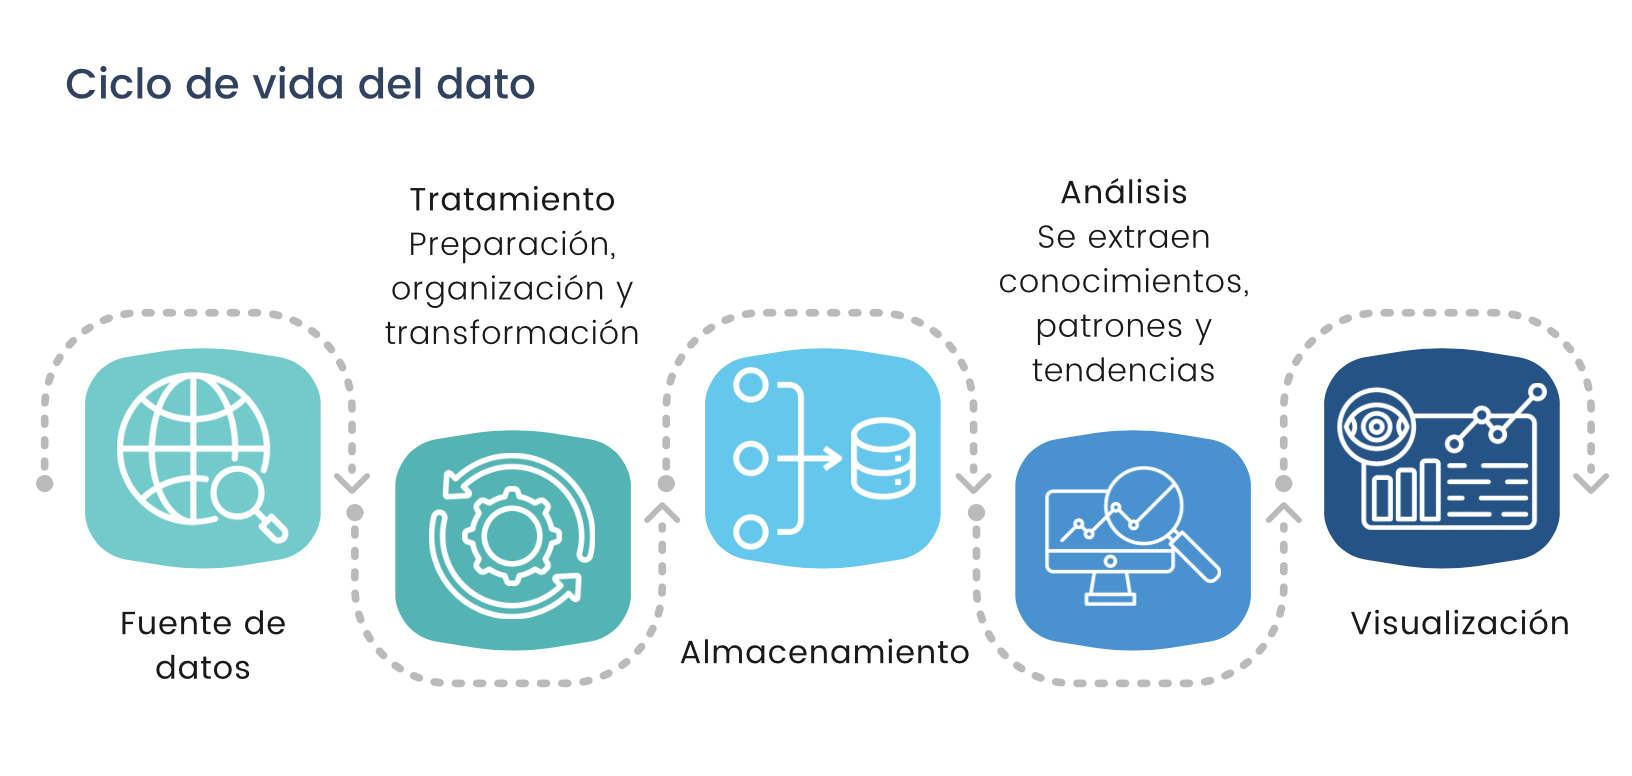 Ciclo de vida del dato
Fuente de
datos
Tratamiento
Preparación,
organización y
transformación
Almacenamiento
Análisis
Se extraen
conocimientos,
patrones y
tendencias
Visualización